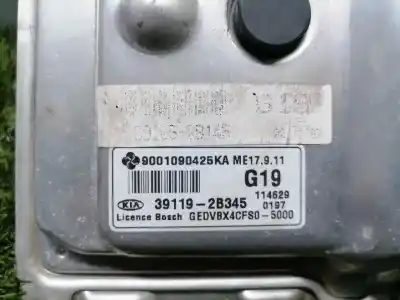 9001090425KA ME17.9.11
G19
114629
KIA 39119-2B345 0197
Licence Bosch GEDVBX4CFS0-5000